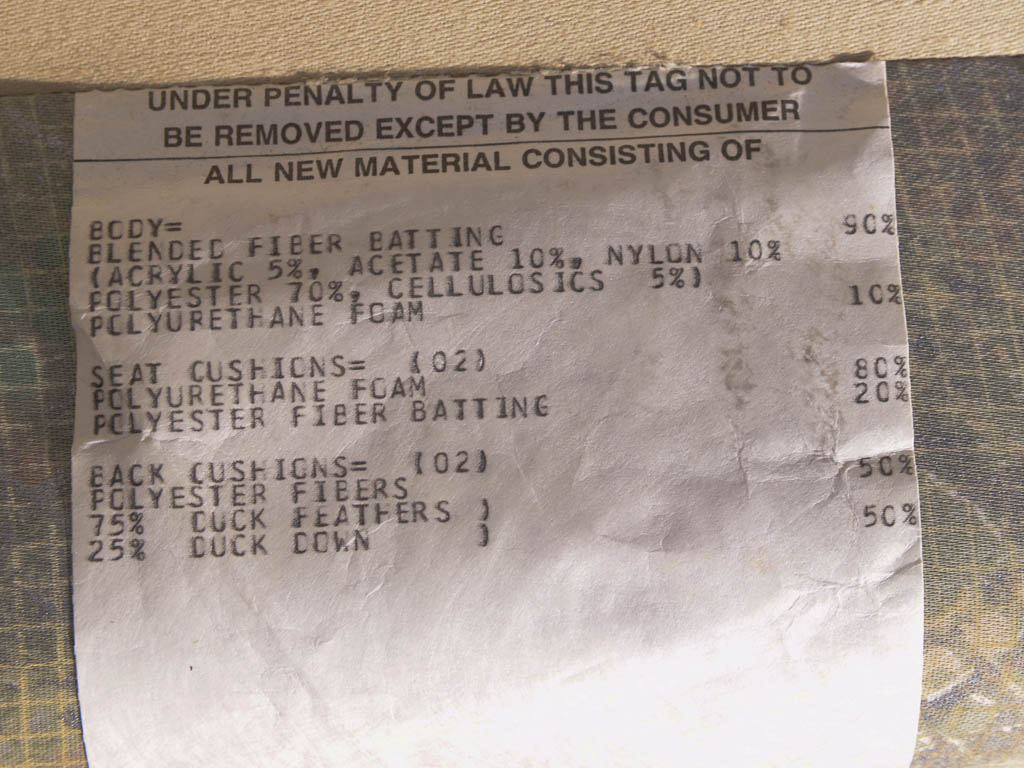 UNDER PENALTY OF LAW THIS TAG NOT TO
BE REMOVED EXCEPT BY THE CONSUMER
ALL NEW MATERIAL CONSISTING OF
BODY= 90%
BLENDED FIBER BATTING
(ACRYLIC 5%, ACETATE 10%, NYLON 10%
POLYESTER 70%, CELLULOSICS 5%)
POLYURETHANE FOAM 10%
SEAT CUSHIONS= (02)
POLYURETHANE FOAM 80%
POLYESTER FIBER BATTING 20%
BACK CUSHIONS= (02)
POLYESTER FIBERS 50%
75% DUCK FEATHERS )
25% DUCK DOWN ) 50%